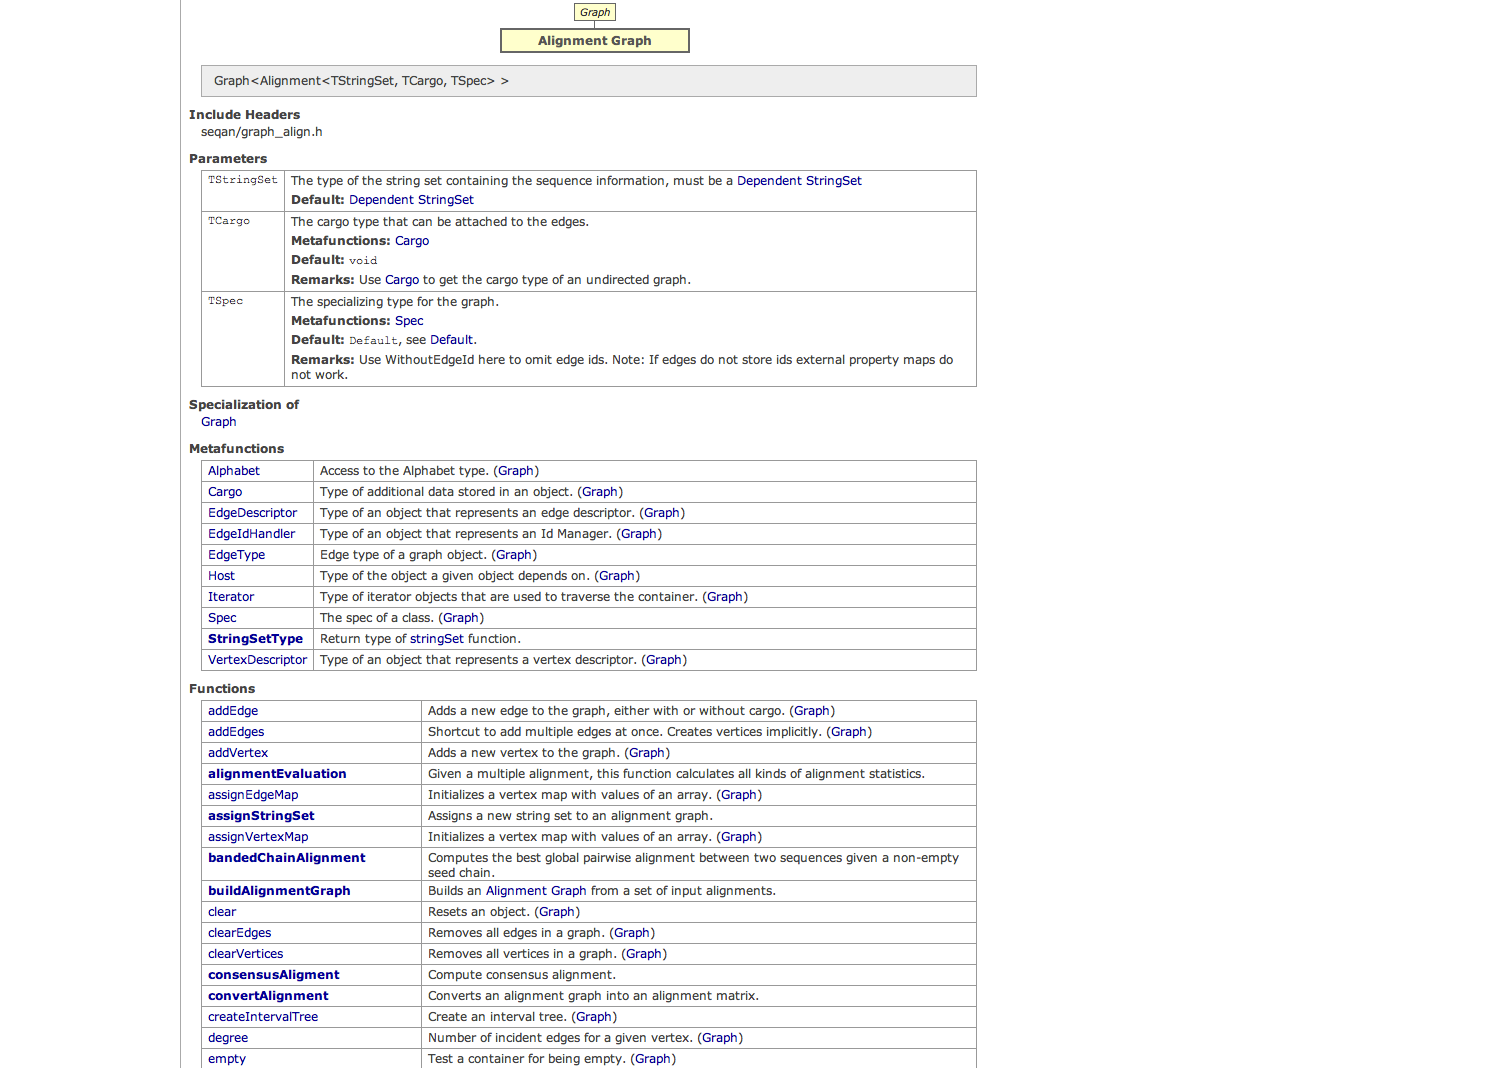 Graph
Alignment Graph
Graph<Alignment<TStringSet, TCargo, TSpec> >
Include Headers
seqan/graph_align.h
Parameters
TStringSet The type of the string set containing the sequence information, must be a Dependent StringSet
Default: Dependent StringSet
TCargo The cargo type that can be attached to the edges.
Metafunctions: Cargo
Default: void
Remarks: Use Cargo to get the cargo type of an undirected graph.
TSpec The specializing type for the graph.
Metafunctions: Spec
Default: Default, see Default.
Remarks: Use WithoutEdgeId here to omit edge ids. Note: If edges do not store ids external property maps do
not work.
Specialization of
Graph
Metafunctions
Alphabet Access to the Alphabet type. (Graph)
Cargo Type of additional data stored in an object. (Graph)
EdgeDescriptor Type of an object that represents an edge descriptor. (Graph)
EdgeIdHandler Type of an object that represents an Id Manager. (Graph)
EdgeType Edge type of a graph object. (Graph)
Host Type of the object a given object depends on. (Graph)
Iterator Type of iterator objects that are used to traverse the container. (Graph)
Spec The spec of a class. (Graph)
StringSetType Return type of stringSet function.
VertexDescriptor Type of an object that represents a vertex descriptor. (Graph)
Functions
addEdge Adds a new edge to the graph, either with or without cargo. (Graph)
addEdges Shortcut to add multiple edges at once. Creates vertices implicitly. (Graph)
addVertex Adds a new vertex to the graph. (Graph)
alignmentEvaluation Given a multiple alignment, this function calculates all kinds of alignment statistics.
assignEdgeMap Initializes a vertex map with values of an array. (Graph)
assignStringSet Assigns a new string set to an alignment graph.
assignVertexMap Initializes a vertex map with values of an array. (Graph)
bandedChainAlignment Computes the best global pairwise alignment between two sequences given a non-empty
seed chain.
buildAlignmentGraph Builds an Alignment Graph from a set of input alignments.
clear Resets an object. (Graph)
clearEdges Removes all edges in a graph. (Graph)
clearVertices Removes all vertices in a graph. (Graph)
consensusAligment Compute consensus alignment.
convertAlignment Converts an alignment graph into an alignment matrix.
createIntervalTree Create an interval tree. (Graph)
degree Number of incident edges for a given vertex. (Graph)
empty Test a container for being empty. (Graph)